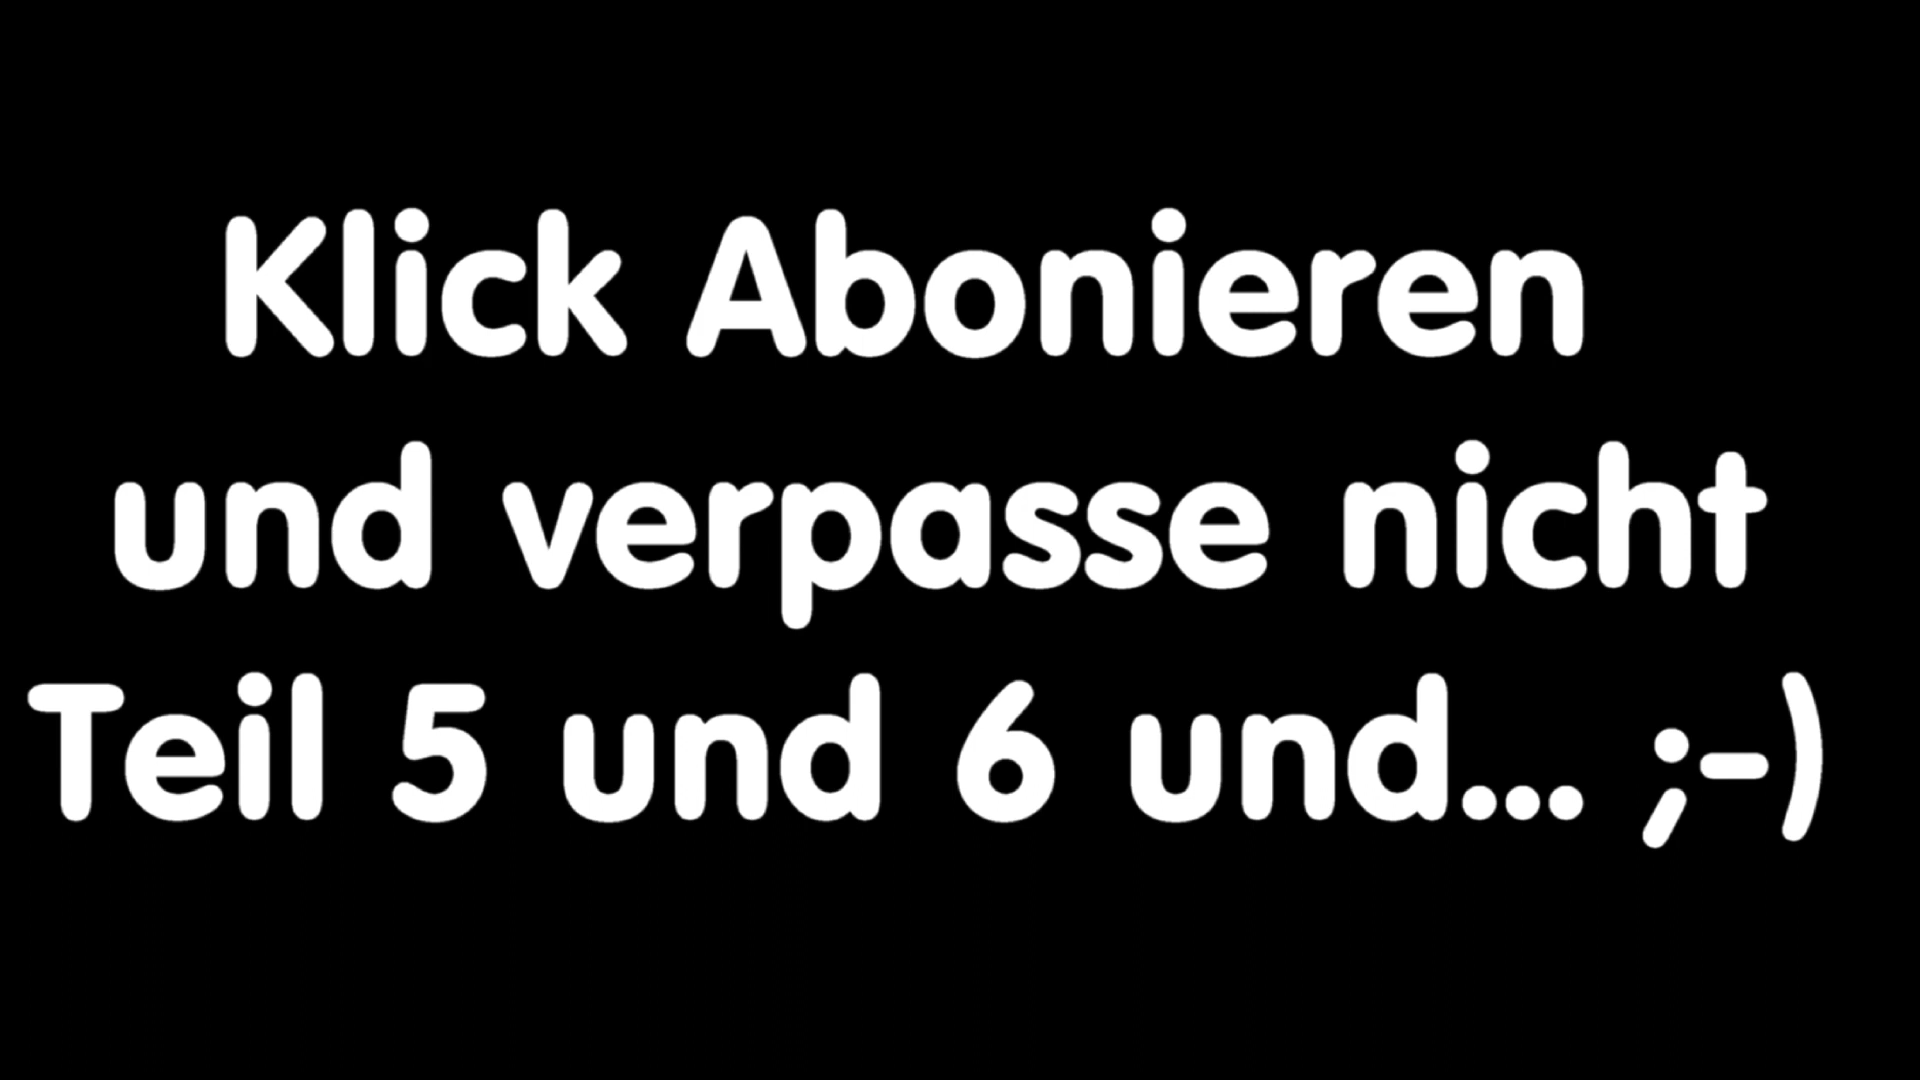 Klick Abonieren
und verpasse nicht
Teil 5 und 6 und... ;-)